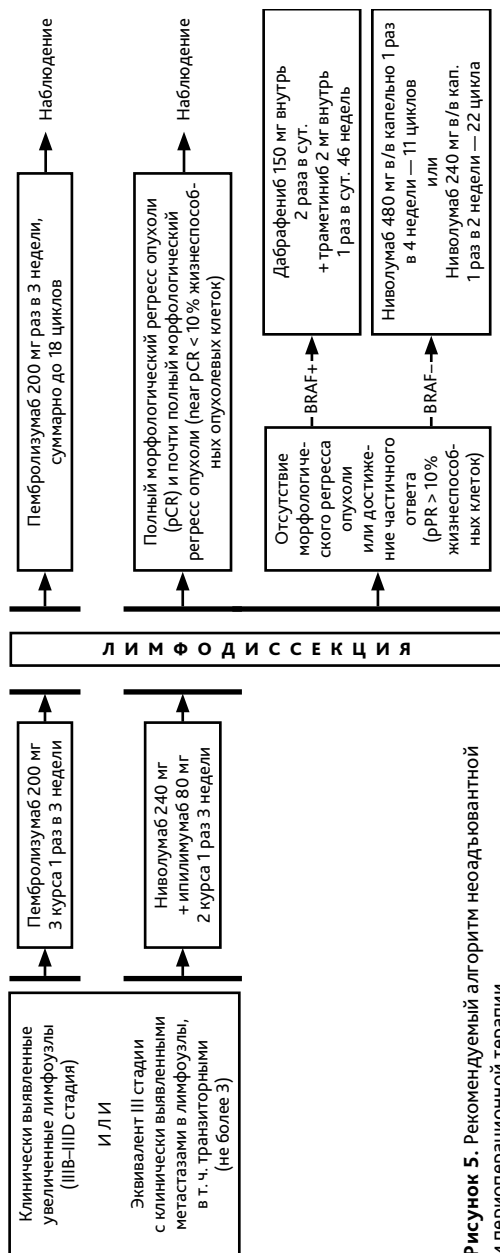 Клинически выявленные
увеличенные лимфоузлы
(IIIB–IIID стадия)
ИЛИ
Эквивалент III стадии
с клинически выявленными
метастазами в лимфоузлы,
в т. ч. транзиторными
(не более 3)
Пембролизумаб 200 мг
3 курса 1 раз в 3 недели
Ниволумаб 240 мг
+ ипилимумаб 80 мг
2 курса 1 раз 3 недели
ЛИМФОДИССЕКЦИЯ
Пембролизумаб 200 мг раз в 3 недели,
суммарно до 18 циклов
Наблюдение
Полный морфологический регресс опухоли
(pCR) и почти полный морфологический
регресс опухоли (near pCR < 10 % жизнеспособ-
ных опухолевых клеток)
Наблюдение
Отсутствие
морфологиче-
ского регресса
опухоли
или достиже-
ние частичного
ответа
(pPR > 10 %
жизнеспособ-
ных клеток)
BRAF+
Дабрафениб 150 мг внутрь
2 раза в сут.
+ траметиниб 2 мг внутрь
1 раз в сут. 46 недель
BRAF–
Ниволумаб 480 мг в/в капельно 1 раз
в 4 недели — 11 циклов
или
Ниволумаб 240 мг в/в кап.
1 раз в 2 недели — 22 цикла
Рисунок 5. Рекомендуемый алгоритм неоадъювантной
и периоперационной терапии